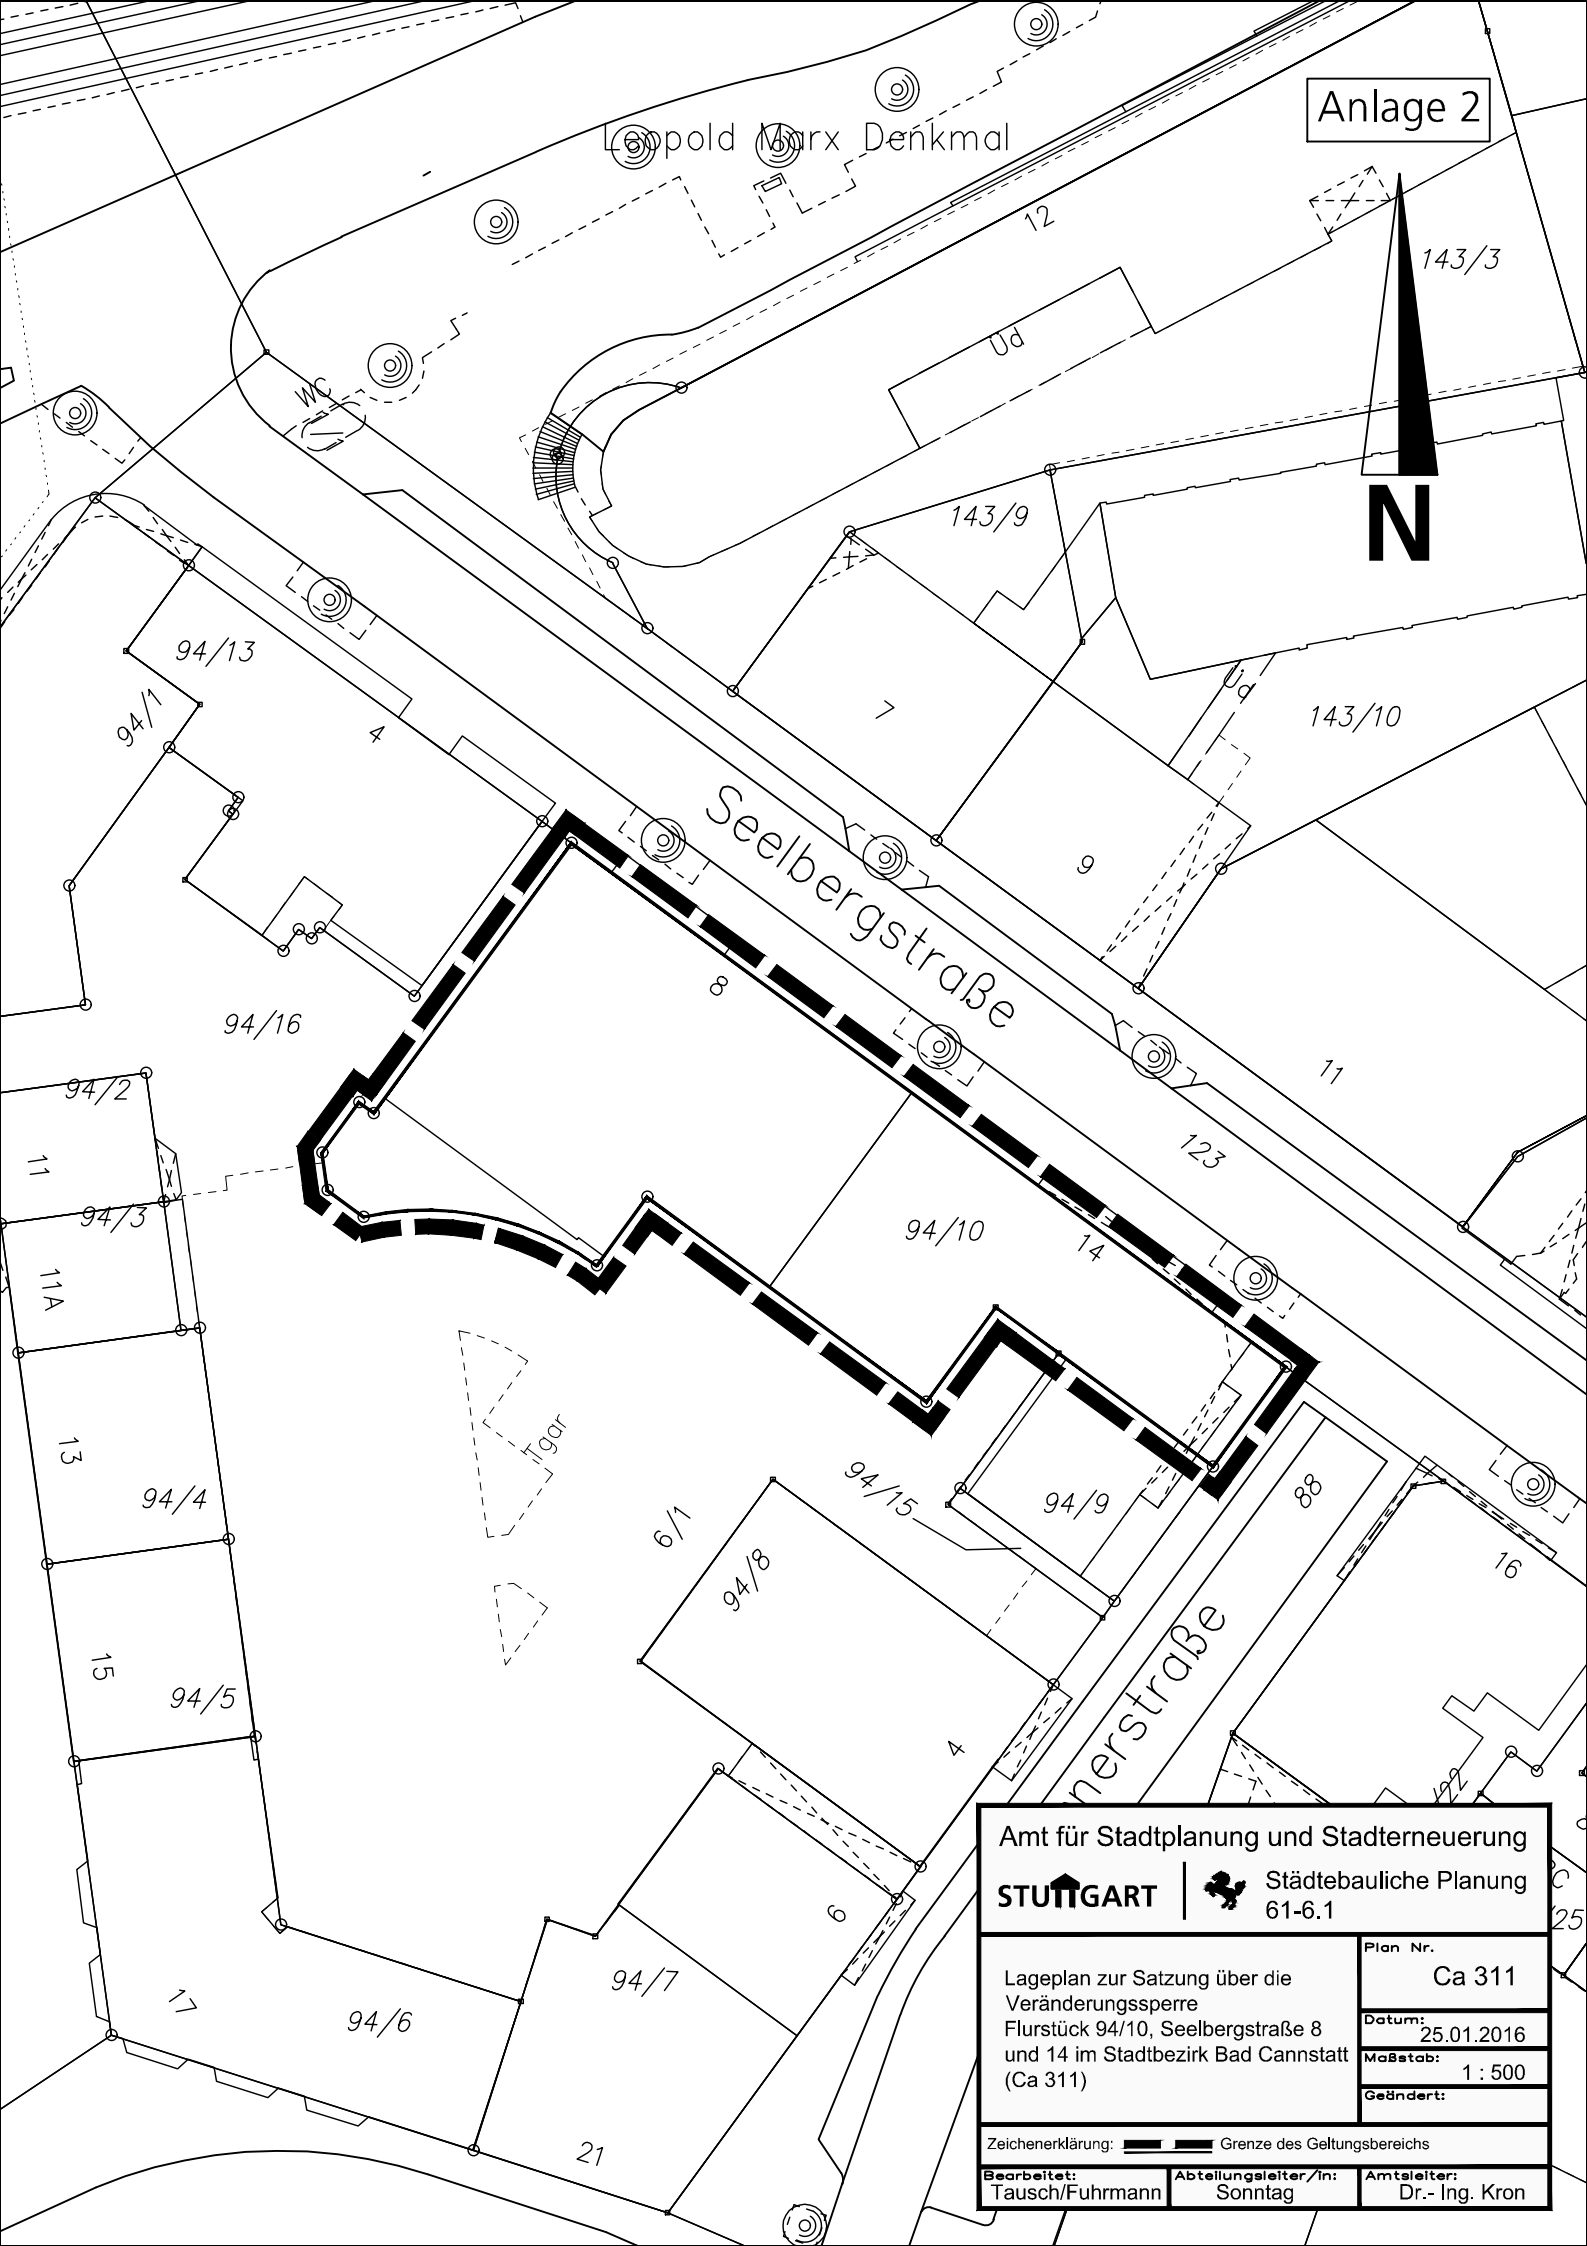 Anlage 2
Leopold Marx Denkmal
12
143/3
N
WC
Üd
143/9
94/13
94/1
4
7
Üd
143/10
Seelbergstraße
9
8
94/16
11
94/2
123
11
94/3
94/10
14
11A
Tgar
13
94/4
94/15
94/9
88
6/1
94/8
16
15
94/5
4
nerstraße
6
94/7
17
94/6
21
25
Amt für Stadtplanung und Stadterneuerung
STUTTGART
Städtebauliche Planung
61-6.1
Lageplan zur Satzung über die
Veränderungssperre
Flurstück 94/10, Seelbergstraße 8
und 14 im Stadtbezirk Bad Cannstatt
(Ca 311)
Plan Nr.
Ca 311
Datum:
25.01.2016
Maßstab:
1 : 500
Geändert:
Zeichenerklärung: Grenze des Geltungsbereichs
Bearbeitet:
Tausch/Fuhrmann
Abteilungsleiter/in:
Sonntag
Amtsleiter:
Dr.- Ing. Kron